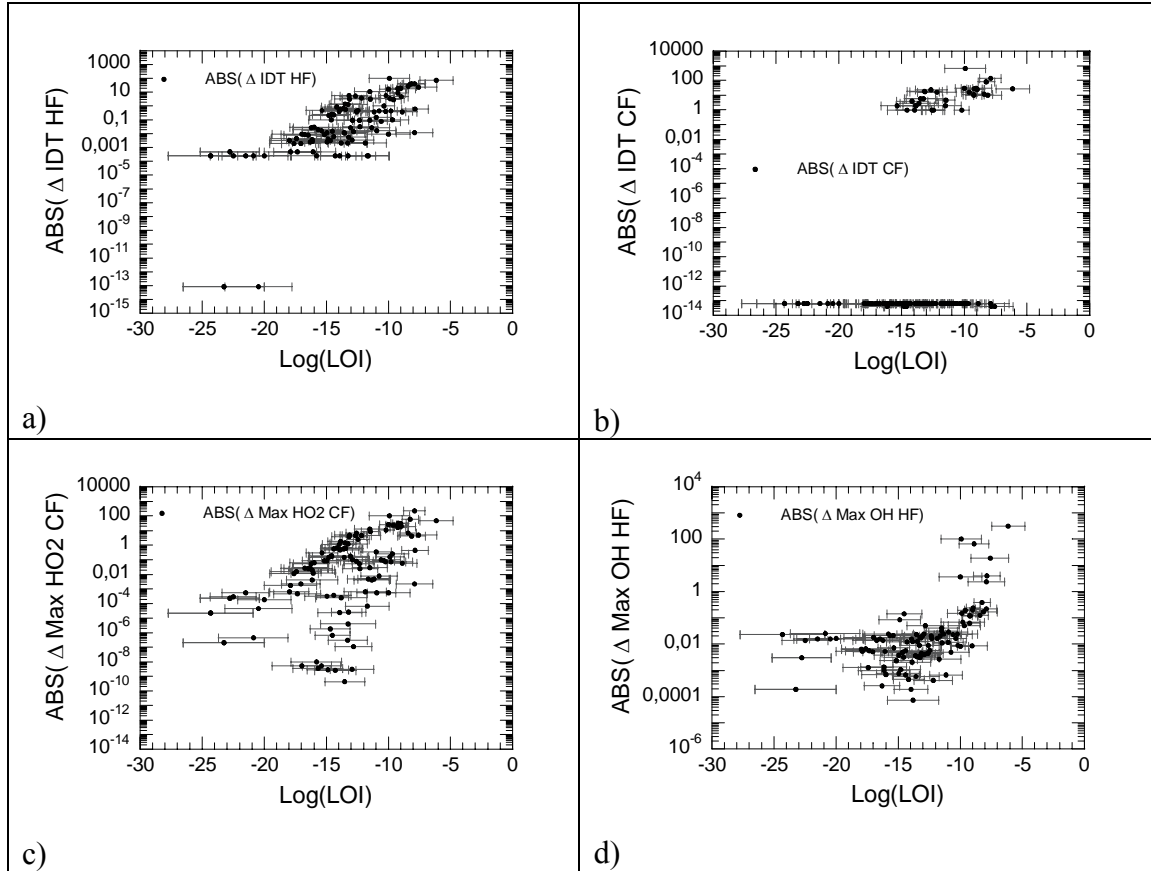 1000
10
0,1
0,001
10⁻⁵
10⁻⁷
10⁻⁹
10⁻¹¹
10⁻¹³
10⁻¹⁵
ABS( Δ IDT HF)
ABS( Δ IDT HF)
-30 -25 -20 -15 -10 -5 0
Log(LOI)
a)
10000
100
1
0,01
10⁻⁴
10⁻⁶
10⁻⁸
10⁻¹⁰
10⁻¹²
10⁻¹⁴
ABS( Δ IDT CF)
ABS( Δ IDT CF)
-30 -25 -20 -15 -10 -5 0
Log(LOI)
b)
10000
100
1
0,01
10⁻⁴
10⁻⁶
10⁻⁸
10⁻¹⁰
10⁻¹²
10⁻¹⁴
ABS( Δ Max HO2 CF)
ABS( Δ Max HO2 CF)
-30 -25 -20 -15 -10 -5 0
Log(LOI)
c)
10⁴
100
1
0,01
0,0001
10⁻⁶
ABS( Δ Max OH HF)
ABS( Δ Max OH HF)
-30 -25 -20 -15 -10 -5 0
Log(LOI)
d)